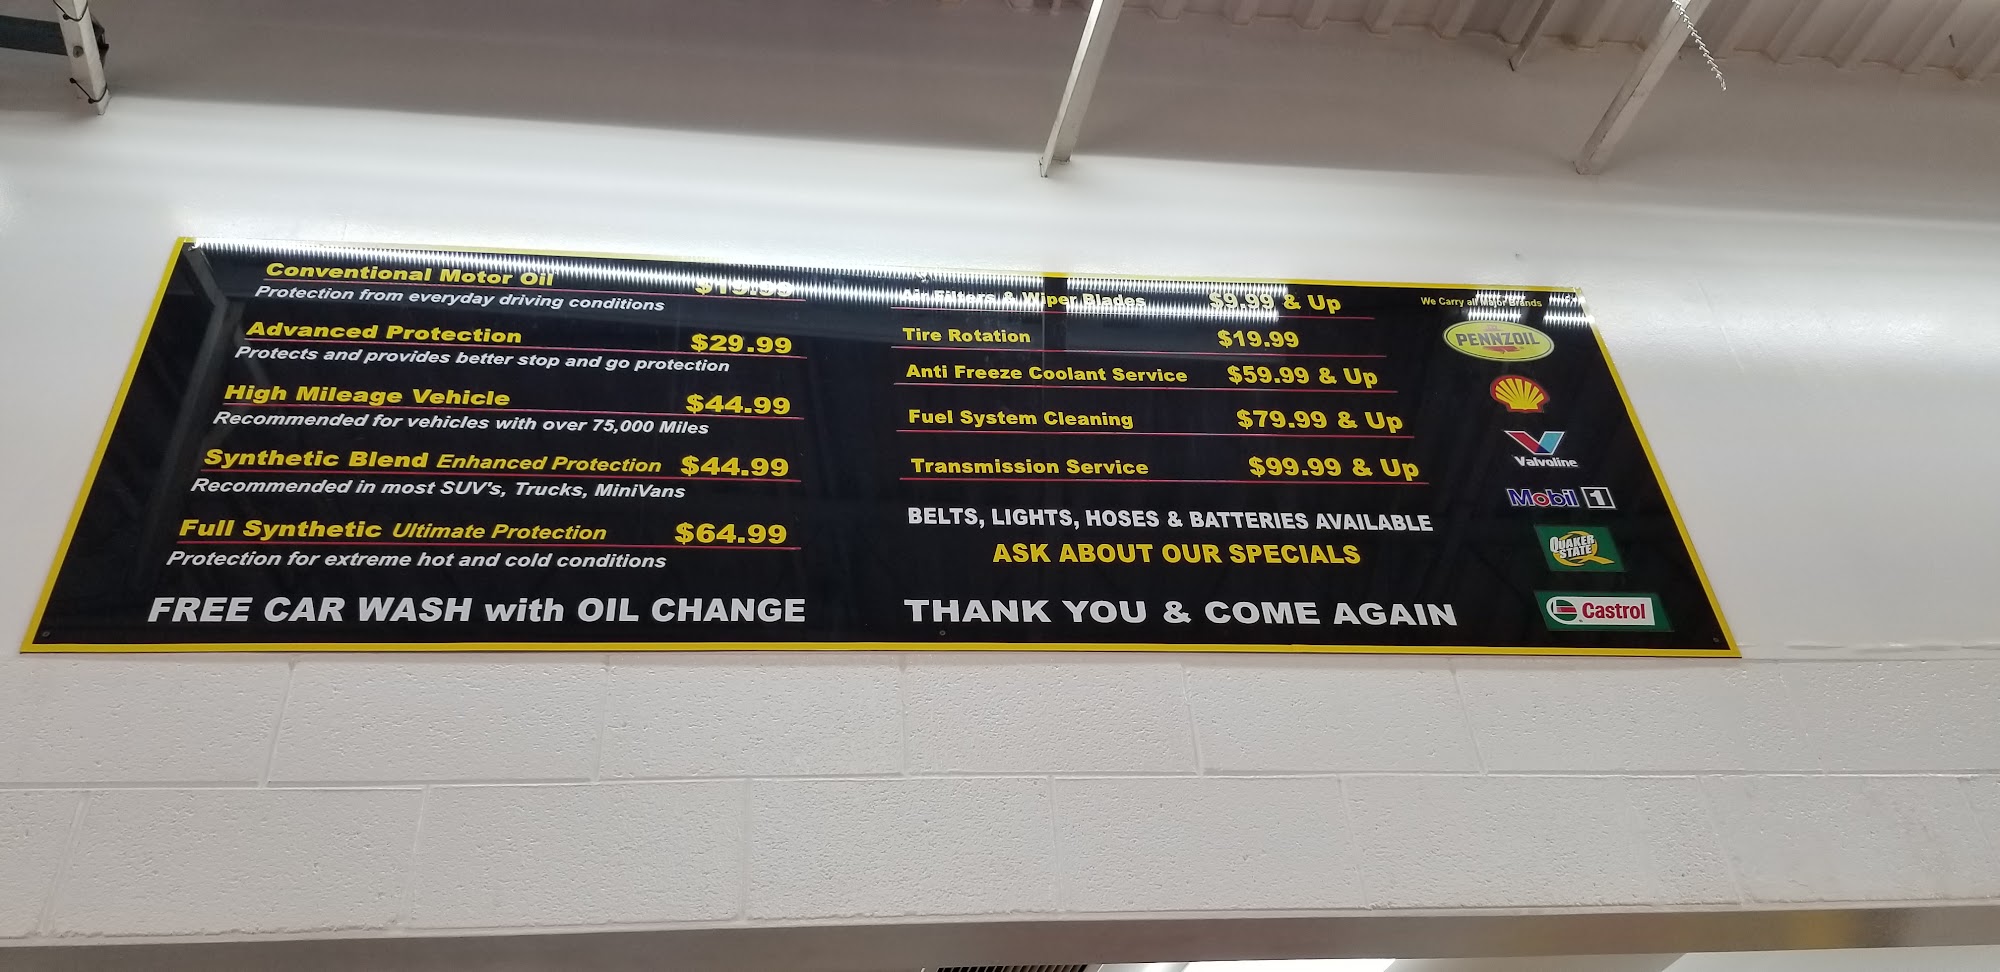 Conventional Motor Oil $19.99
Protection from everyday driving conditions
Advanced Protection $29.99
Protects and provides better stop and go protection
High Mileage Vehicle $44.99
Recommended for vehicles with over 75,000 Miles
Synthetic Blend Enhanced Protection $44.99
Recommended in most SUV's, Trucks, MiniVans
Full Synthetic Ultimate Protection $64.99
Protection for extreme hot and cold conditions
FREE CAR WASH with OIL CHANGE
Air Filters & Wiper Blades $9.99 & Up
Tire Rotation $19.99
Anti Freeze Coolant Service $59.99 & Up
Fuel System Cleaning $79.99 & Up
Transmission Service $99.99 & Up
BELTS, LIGHTS, HOSES & BATTERIES AVAILABLE
ASK ABOUT OUR SPECIALS
THANK YOU & COME AGAIN
We Carry all Major Brands
PENNZOIL
Valvoline
Mobil 1
QUAKER
STATE
Castrol